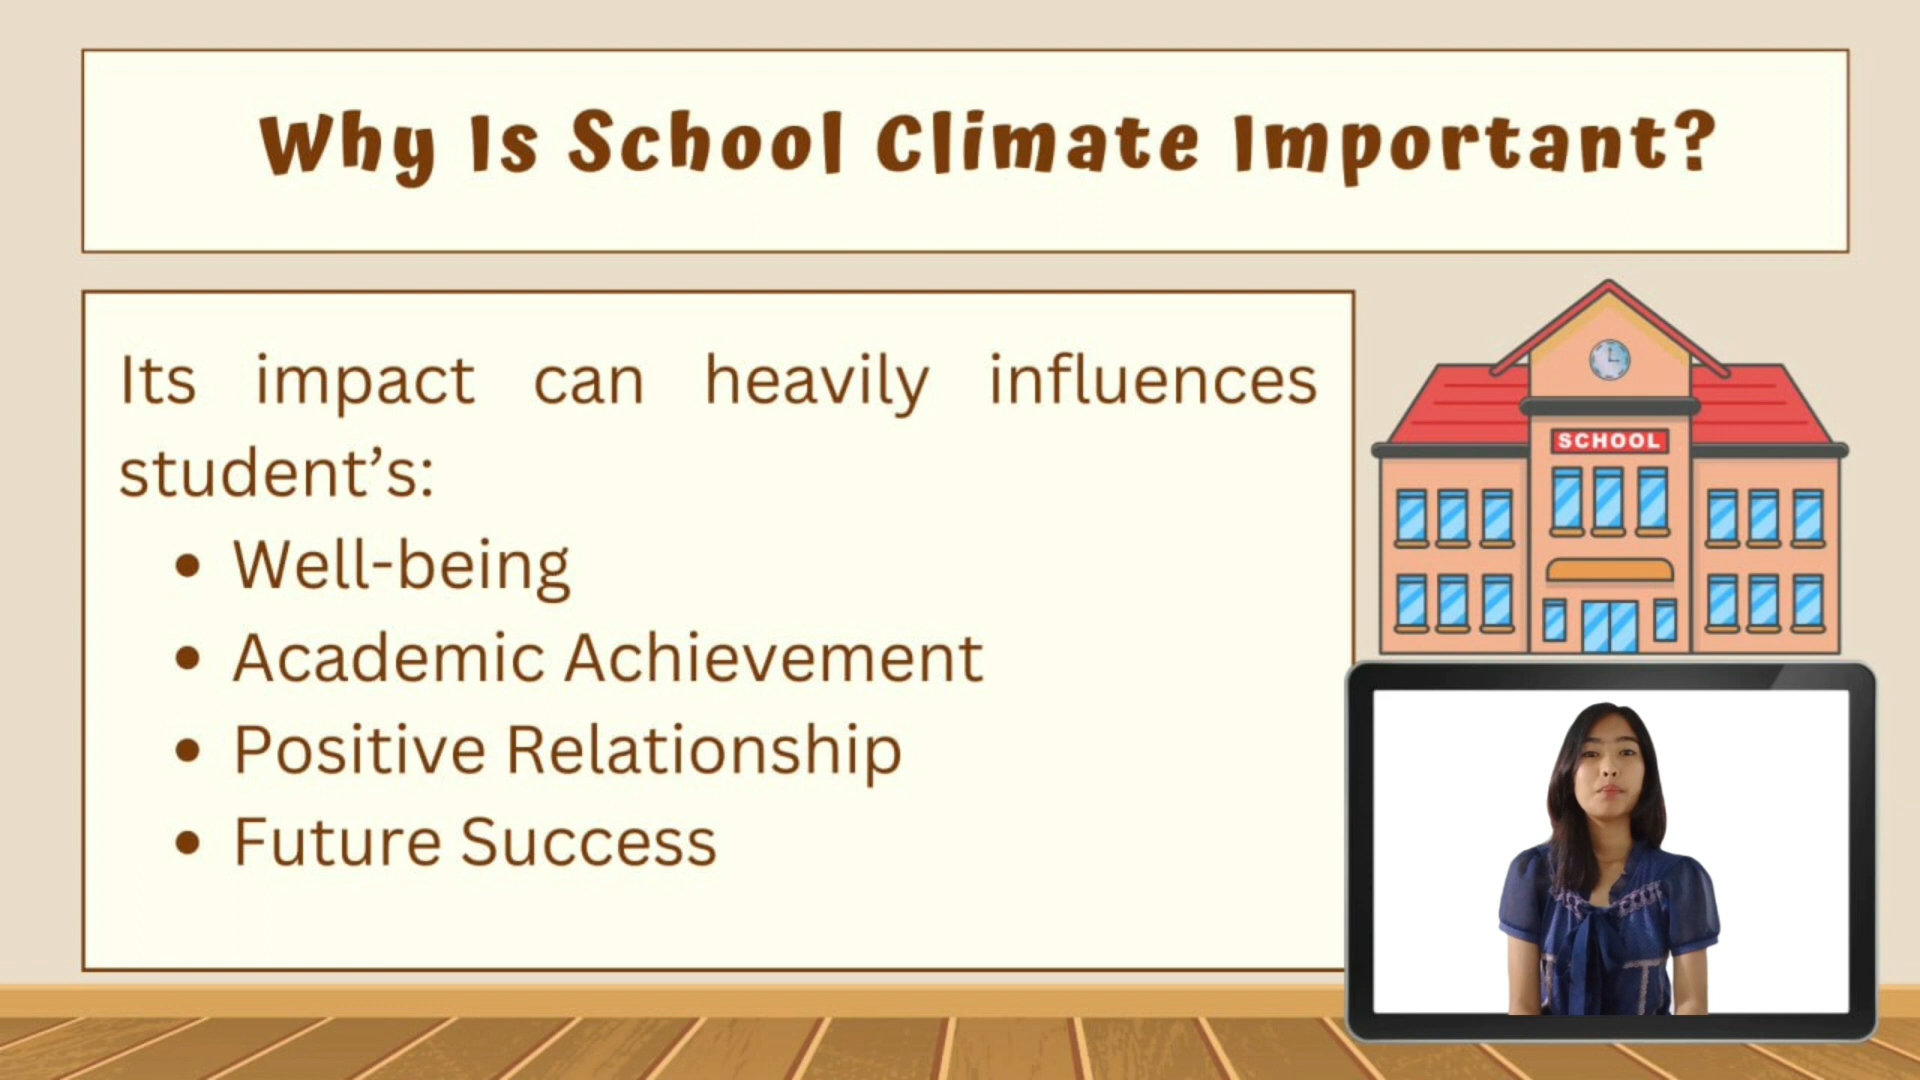 Why Is School Climate Important?
Its impact can heavily influences
student’s:
• Well-being
• Academic Achievement
• Positive Relationship
• Future Success
SCHOOL